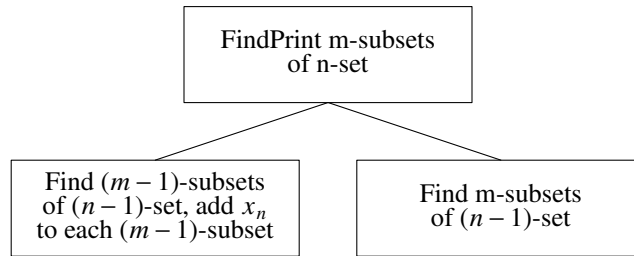 FindPrint m-subsets
of n-set
Find (m − 1)-subsets
of (n − 1)-set, add xₙ
to each (m − 1)-subset
Find m-subsets
of (n − 1)-set